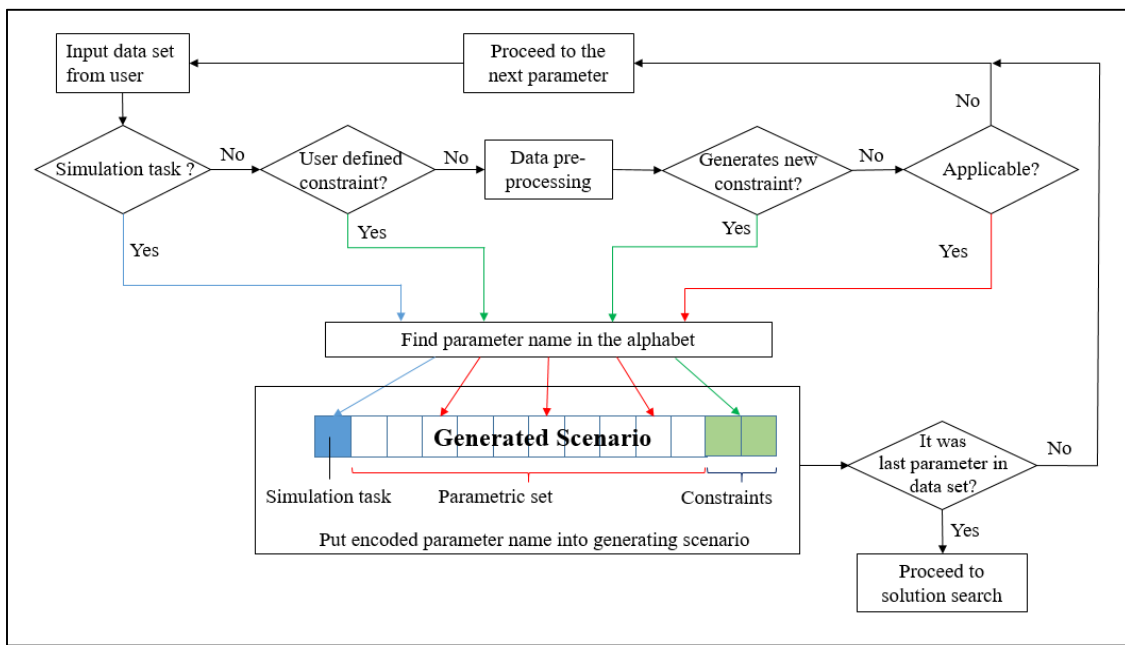 Input data set
from user
Proceed to the
next parameter
No
Simulation task ?
No
User defined
constraint?
No
Data pre-
processing
Generates new
constraint?
No
Applicable?
Yes
Yes
Yes
Yes
Find parameter name in the alphabet
Generated Scenario
Simulation task
Parametric set
Constraints
Put encoded parameter name into generating scenario
It was
last parameter in
data set?
No
Yes
Proceed to
solution search